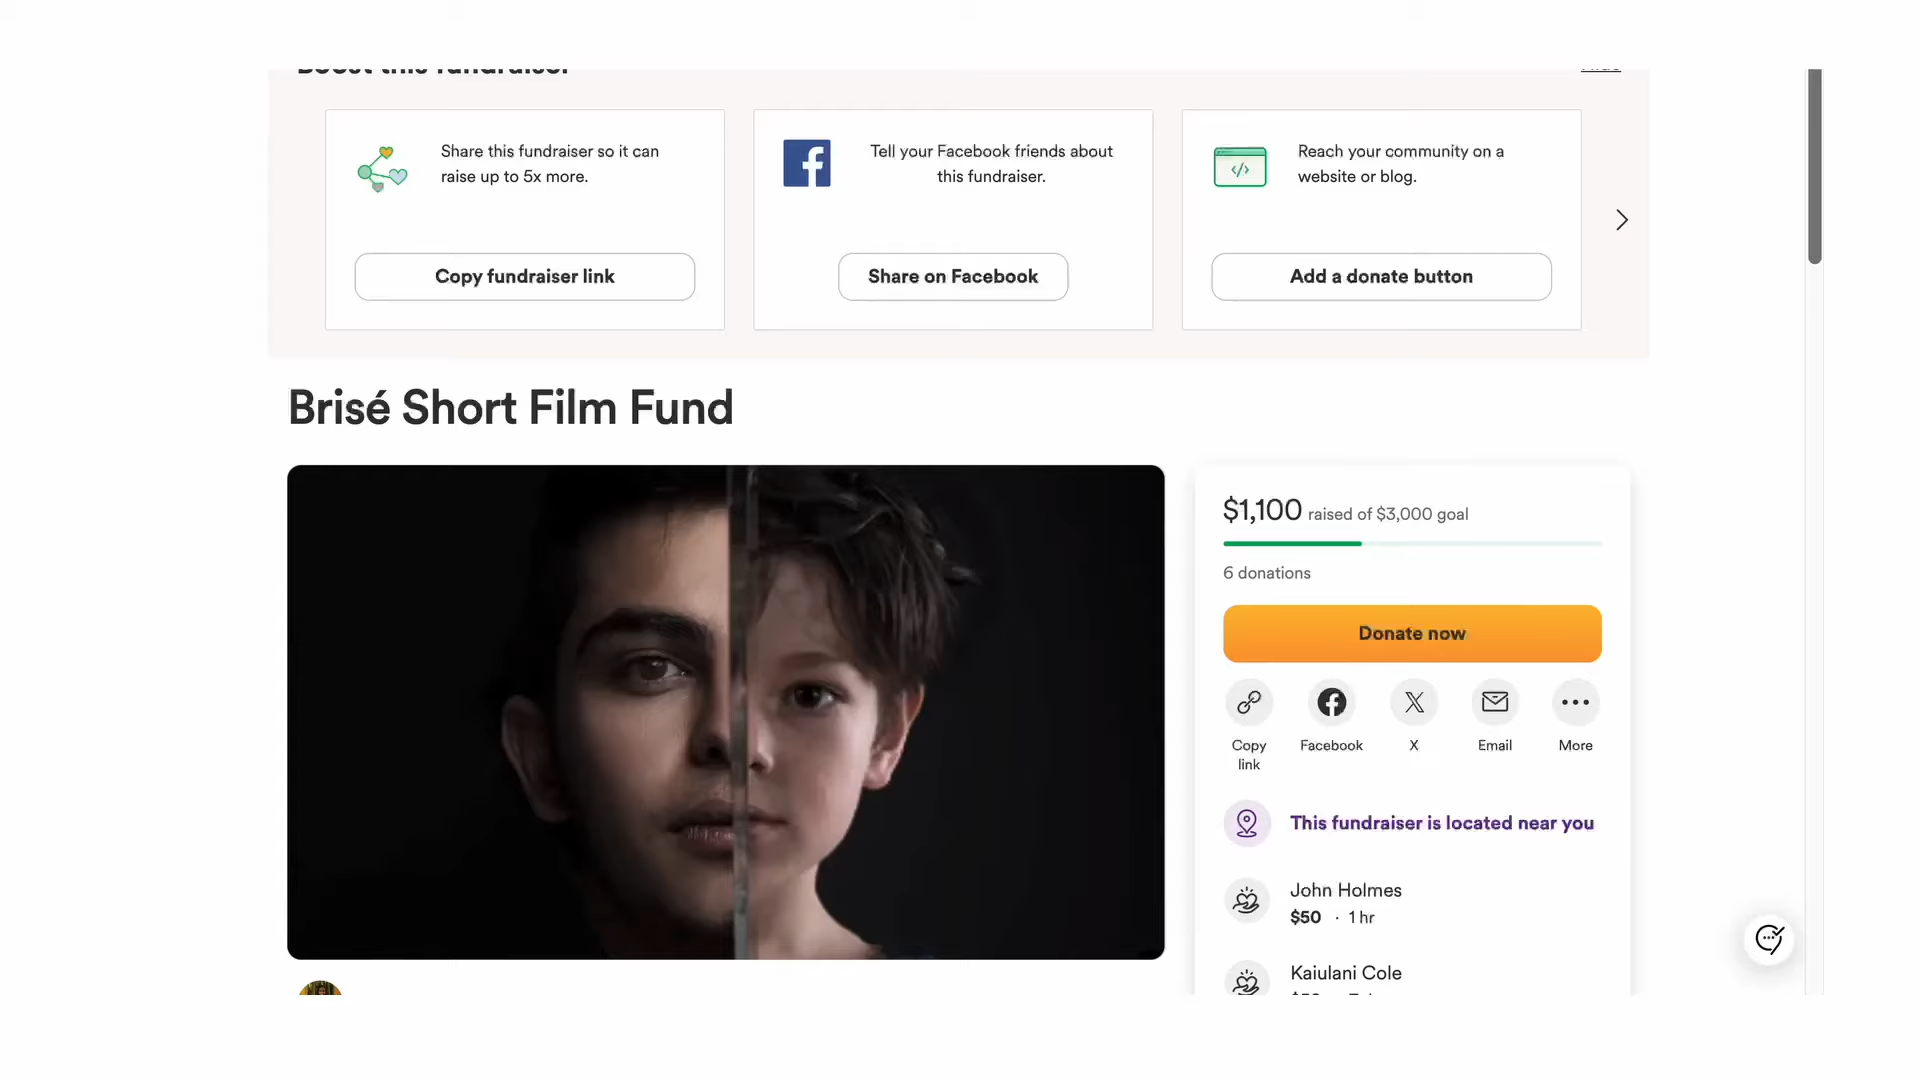 Boost this fundraiser
Share this fundraiser so it can
raise up to 5x more.
Copy fundraiser link
Tell your Facebook friends about
this fundraiser.
Share on Facebook
Reach your community on a
website or blog.
Add a donate button
Brisé Short Film Fund
$1,100 raised of $3,000 goal
6 donations
Donate now
Copy
link
Facebook
X
Email
More
This fundraiser is located near you
John Holmes
$50 · 1 hr
Kaiulani Cole